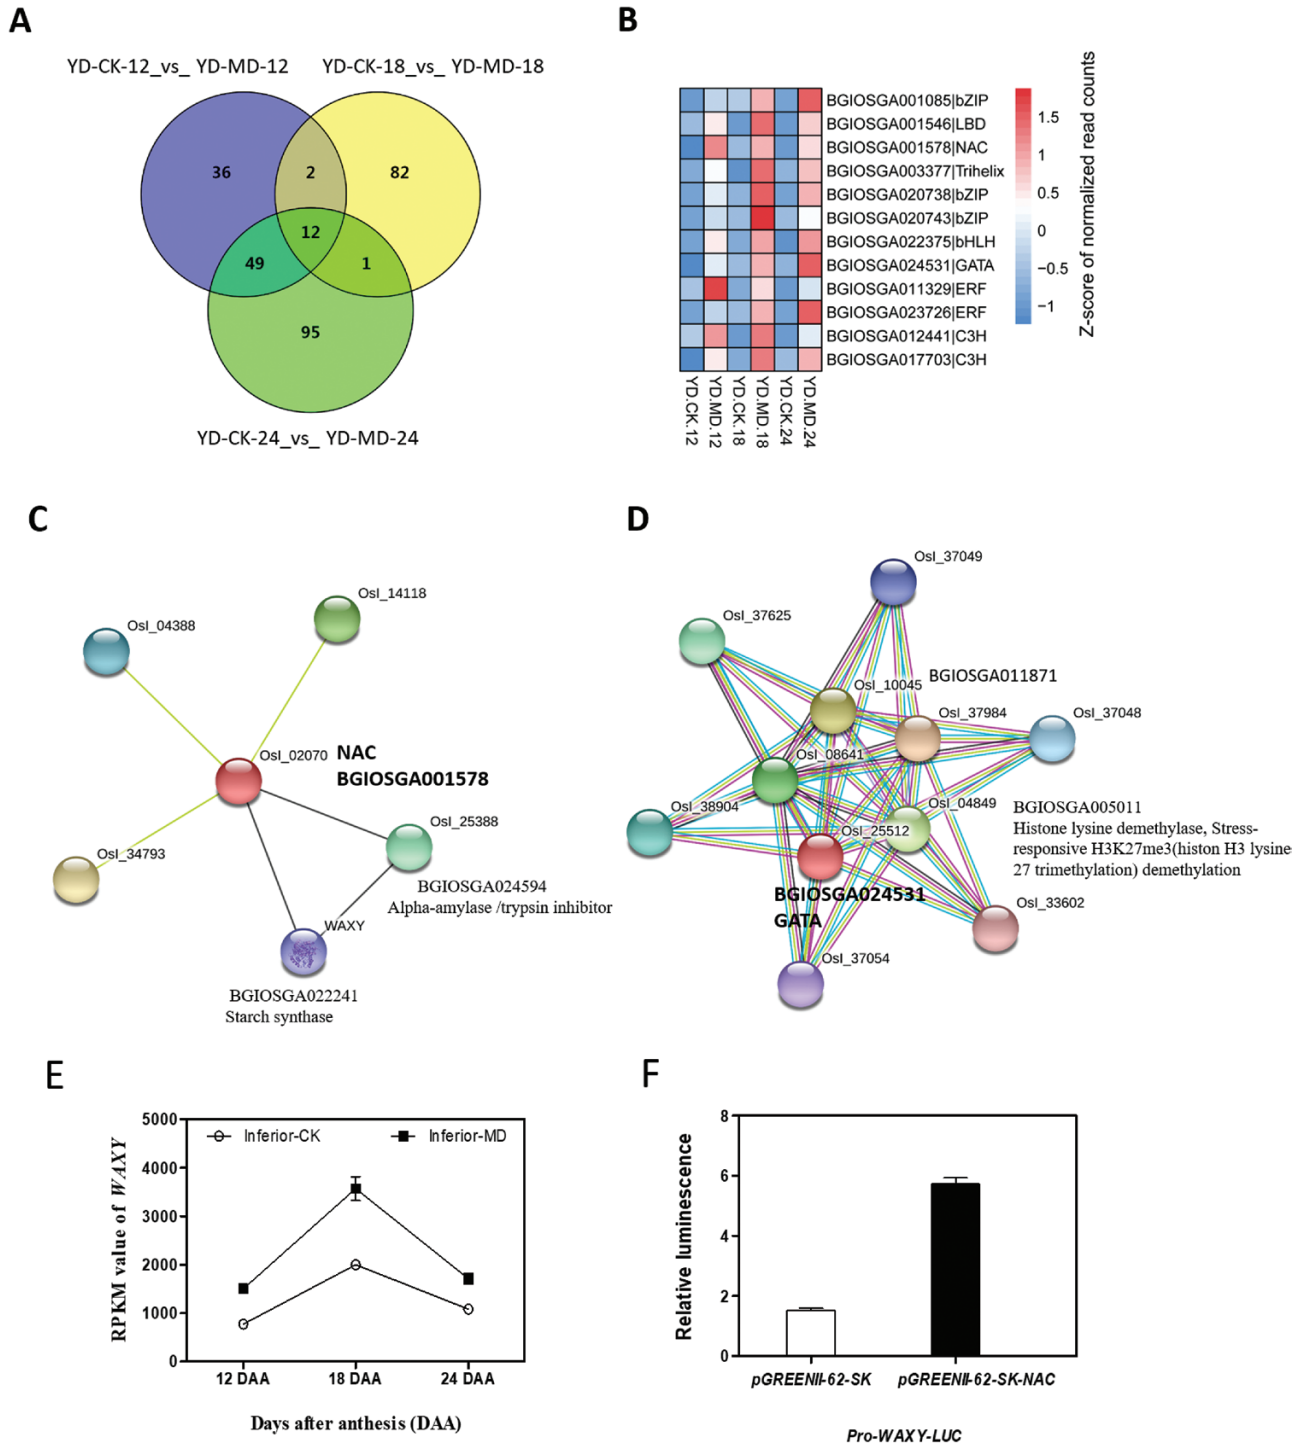 A
YD-CK-12_vs_ YD-MD-12
YD-CK-18_vs_ YD-MD-18
36
2
82
12
49
1
95
YD-CK-24_vs_ YD-MD-24
B
BGIOSGA001085|bZIP
BGIOSGA001546|LBD
BGIOSGA001578|NAC
BGIOSGA003377|Trihelix
BGIOSGA020738|bZIP
BGIOSGA020743|bZIP
BGIOSGA022375|bHLH
BGIOSGA024531|GATA
BGIOSGA011329|ERF
BGIOSGA023726|ERF
BGIOSGA012441|C3H
BGIOSGA017703|C3H
YD.CK.12
YD.MD.12
YD.CK.18
YD.MD.18
YD.CK.24
YD.MD.24
1.5
1
0.5
0
−0.5
−1
Z-score of normalized read counts
C
OsI_14118
OsI_04388
OsI_02070
NAC
BGIOSGA001578
OsI_25388
OsI_34793
BGIOSGA024594
Alpha-amylase /trypsin inhibitor
WAXY
BGIOSGA022241
Starch synthase
D
OsI_37049
OsI_37625
BGIOSGA011871
OsI_10045
OsI_37984
OsI_37048
OsI_08641
OsI_38904
OsI_04849
BGIOSGA005011
Histone lysine demethylase, Stress-
responsive H3K27me3(histon H3 lysine
27 trimethylation) demethylation
OsI_25512
BGIOSGA024531
GATA
OsI_33602
OsI_37054
E
5000
4000
3000
2000
1000
0
RPKM value of WAXY
Inferior-CK
Inferior-MD
12 DAA
18 DAA
24 DAA
Days after anthesis (DAA)
F
8
6
4
2
0
Relative luminescence
pGREENII-62-SK
pGREENII-62-SK-NAC
Pro-WAXY-LUC